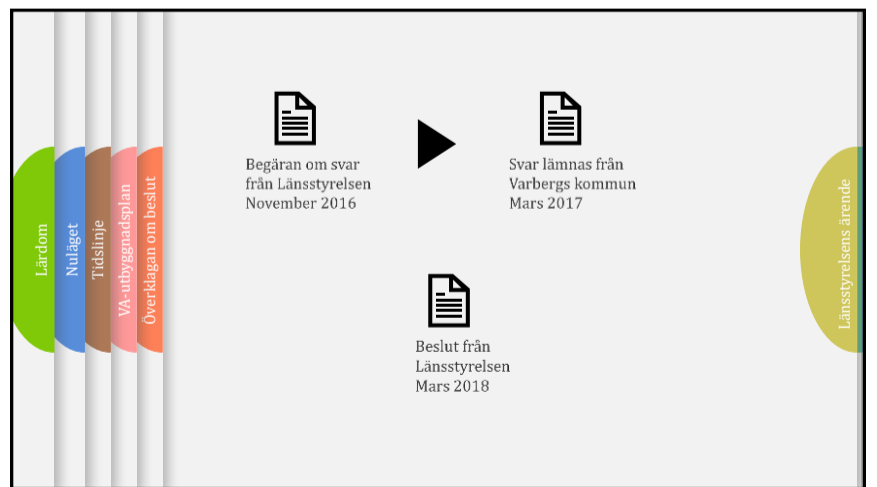 Lärdom
Nuläget
Tidslinje
VA-utbyggnadsplan
Överklagan om beslut
Begäran om svar
från Länsstyrelsen
November 2016
Svar lämnas från
Varbergs kommun
Mars 2017
Beslut från
Länsstyrelsen
Mars 2018
Länsstyrelsens ärende